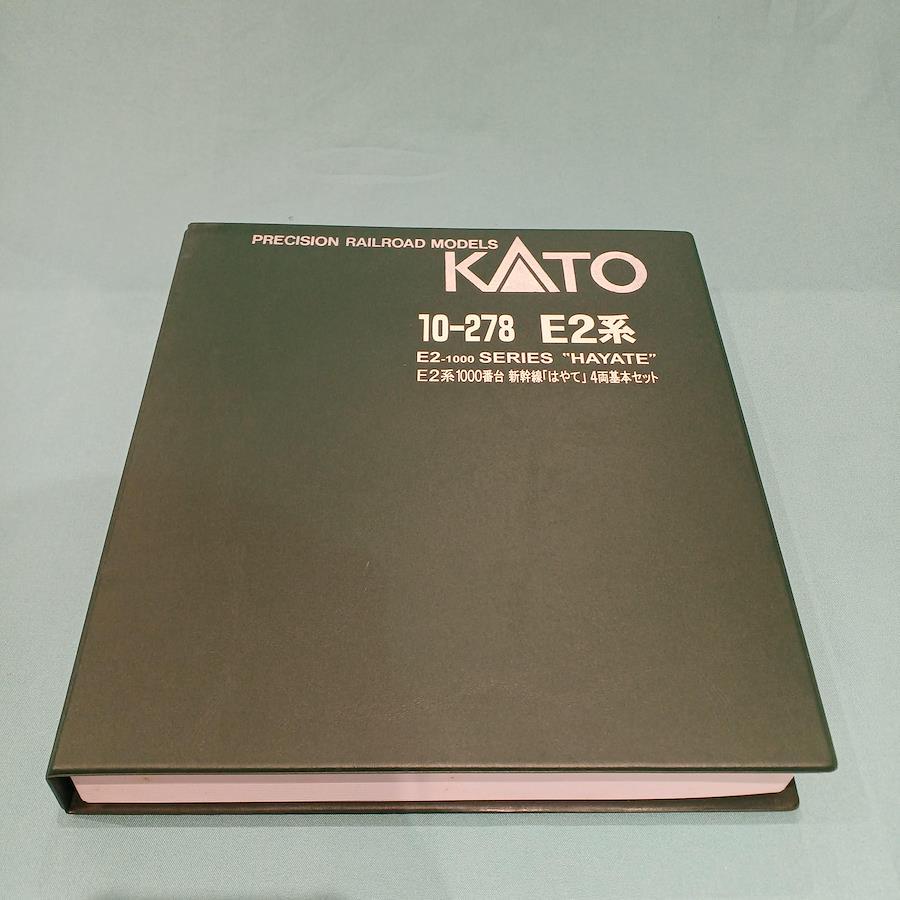 PRECISION RAILROAD MODELS
KATO
10-278 E2系
E2-1000 SERIES "HAYATE"
E2系1000番台 新幹線「はやて」 4両基本セット